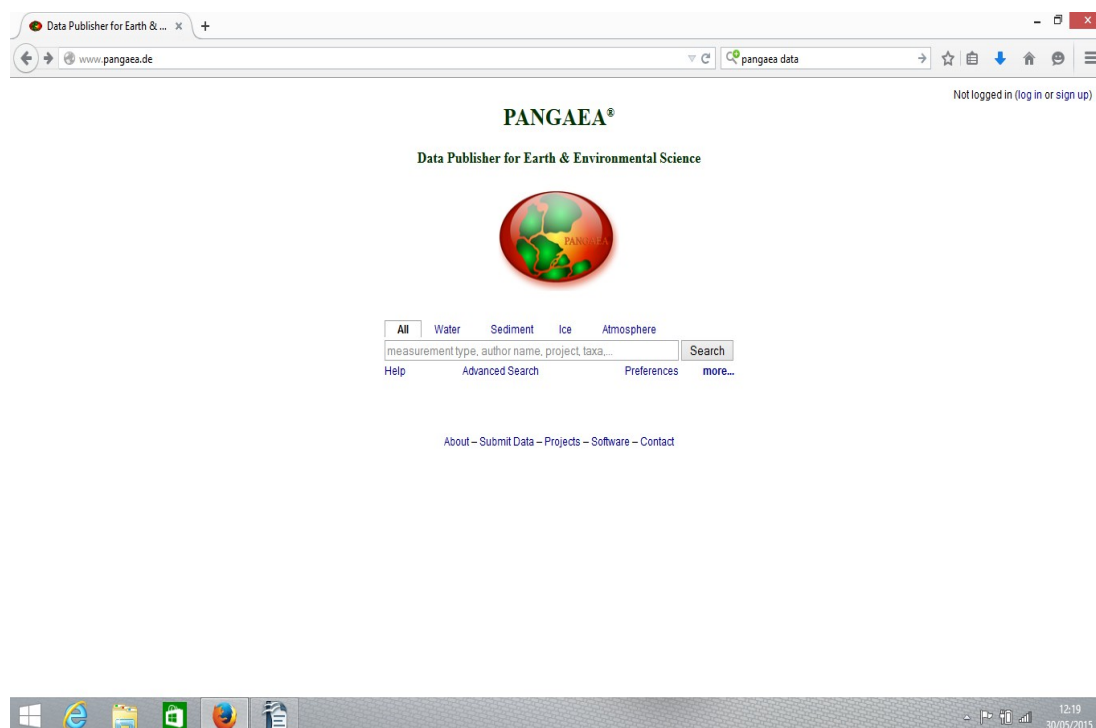 Data Publisher for Earth & ...
www.pangaea.de
pangaea data
Not logged in (log in or sign up)
PANGAEA®
Data Publisher for Earth & Environmental Science
PANGAEA
All Water Sediment Ice Atmosphere
measurement type, author name, project, taxa,... Search
Help Advanced Search Preferences more...
About – Submit Data – Projects – Software – Contact
12:19
30/05/2015